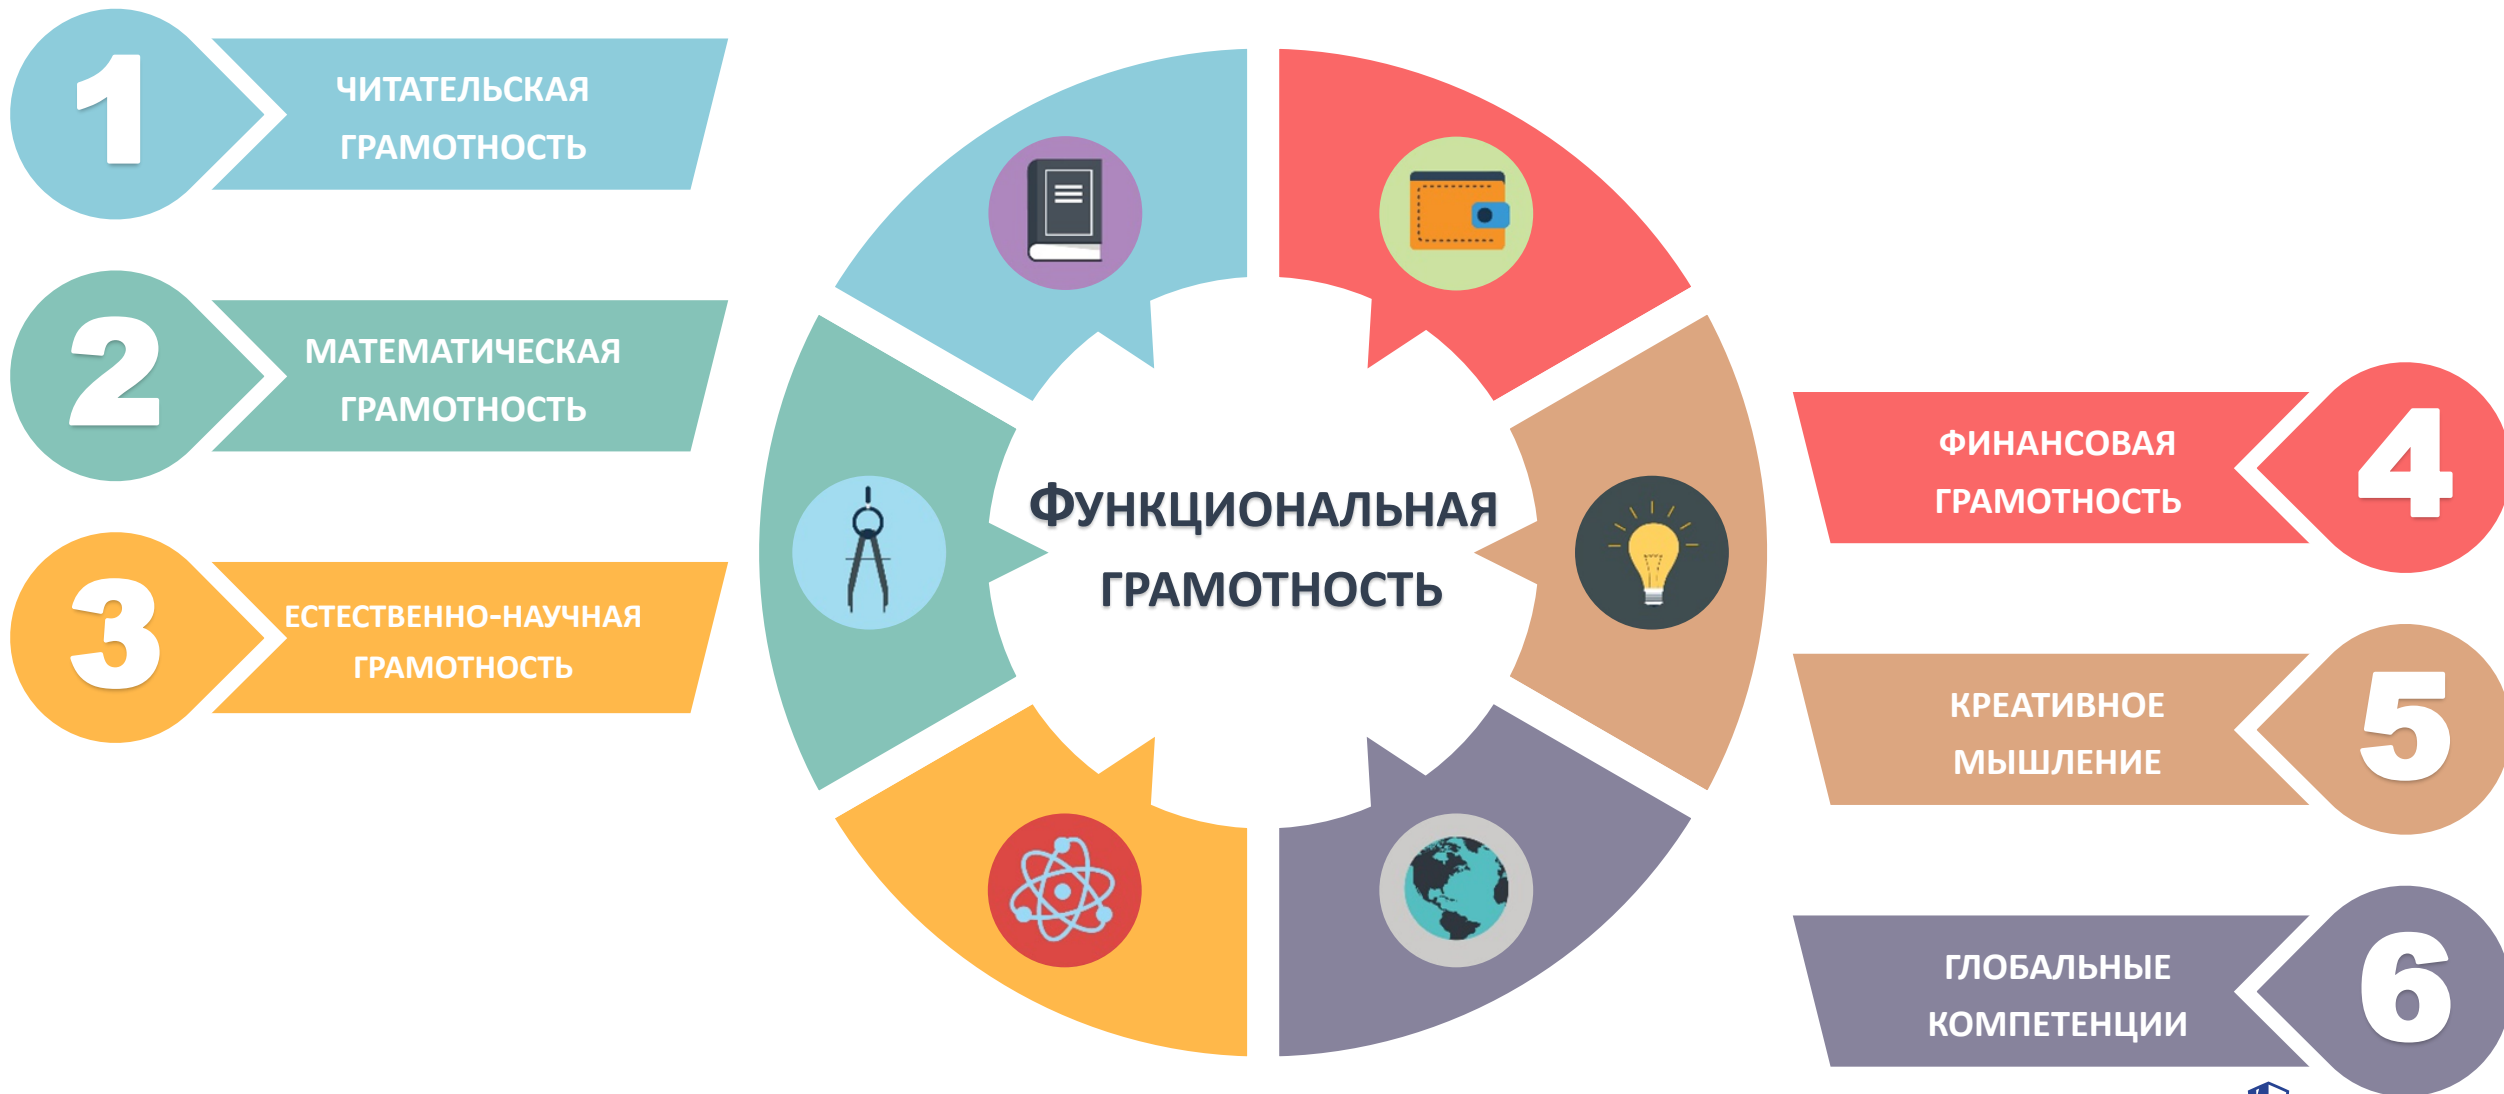 1
ЧИТАТЕЛЬСКАЯ
ГРАМОТНОСТЬ
2
МАТЕМАТИЧЕСКАЯ
ГРАМОТНОСТЬ
3
ЕСТЕСТВЕННО-НАУЧНАЯ
ГРАМОТНОСТЬ
ФУНКЦИОНАЛЬНАЯ
ГРАМОТНОСТЬ
4
ФИНАНСОВАЯ
ГРАМОТНОСТЬ
5
КРЕАТИВНОЕ
МЫШЛЕНИЕ
6
ГЛОБАЛЬНЫЕ
КОМПЕТЕНЦИИ